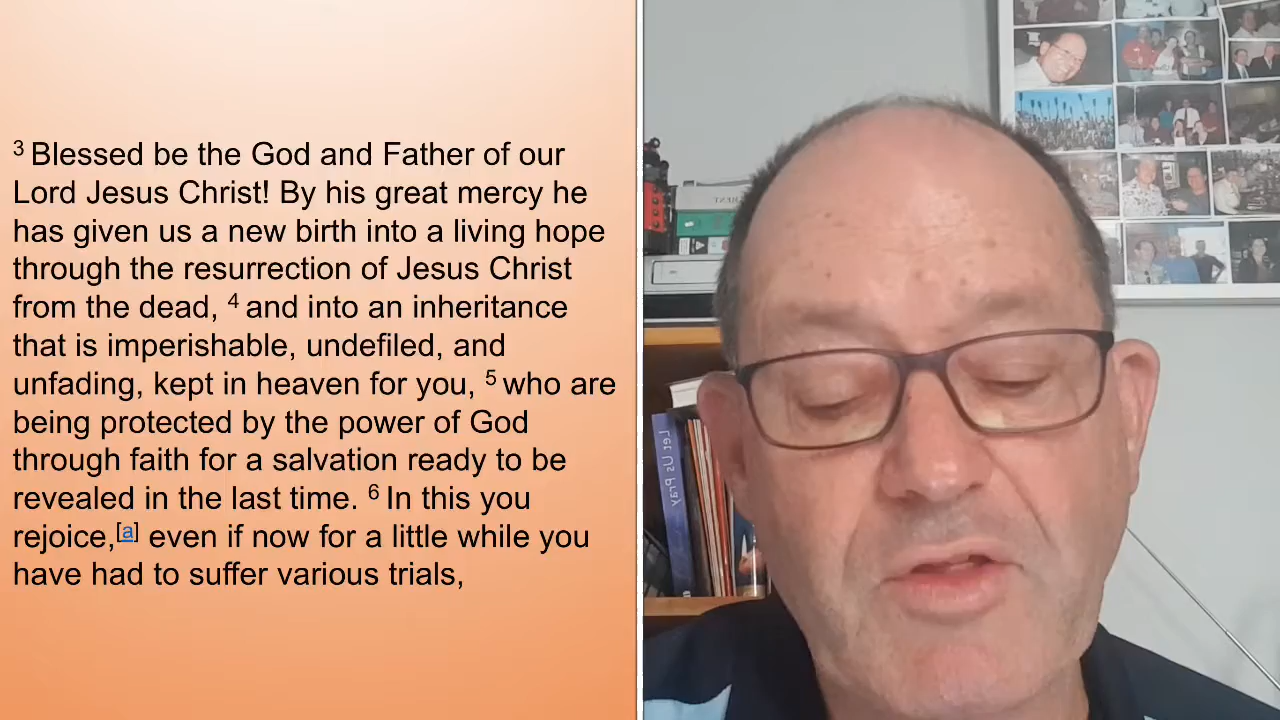 3 Blessed be the God and Father of our
Lord Jesus Christ! By his great mercy he
has given us a new birth into a living hope
through the resurrection of Jesus Christ
from the dead, 4 and into an inheritance
that is imperishable, undefiled, and
unfading, kept in heaven for you, 5 who are
being protected by the power of God
through faith for a salvation ready to be
revealed in the last time. 6 In this you
rejoice,[a] even if now for a little while you
have had to suffer various trials,
Let Us Pray